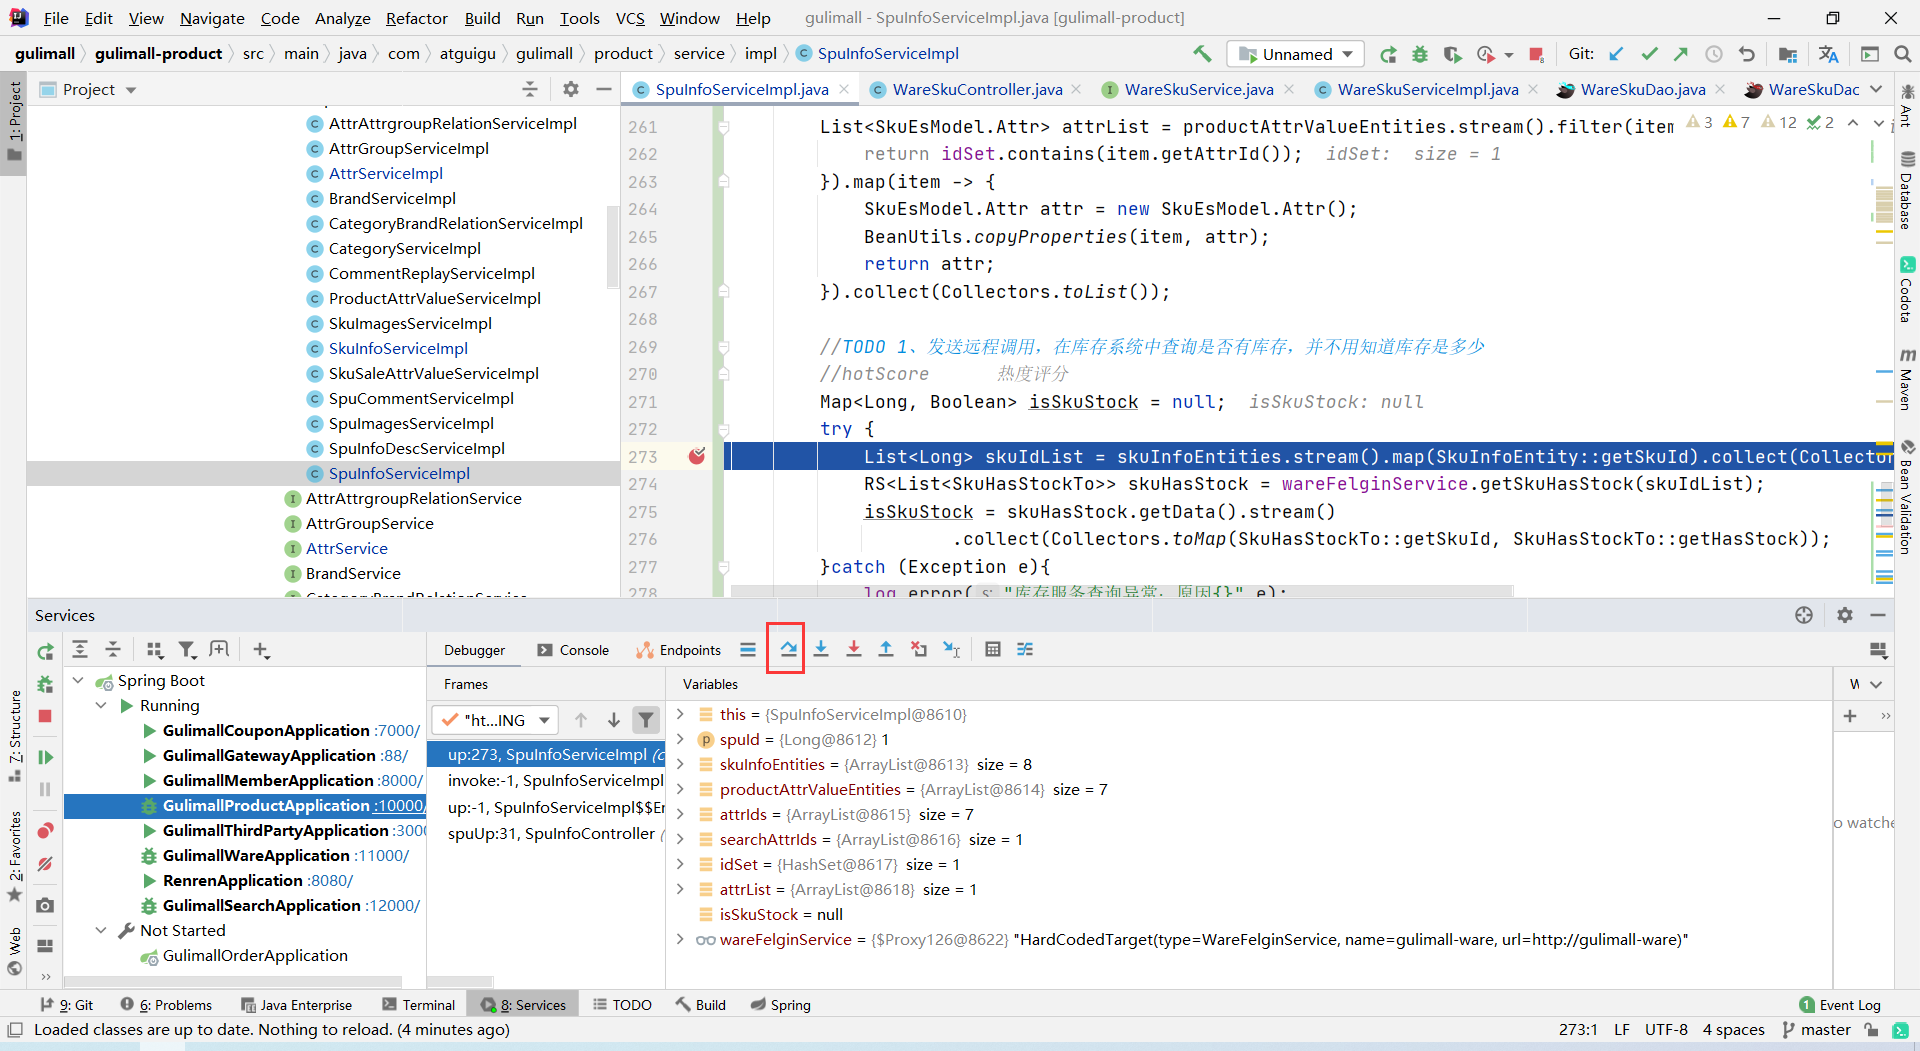 File Edit View Navigate Code Analyze Refactor Build Run Tools VCS Window Help gulimall - SpuInfoServiceImpl.java [gulimall-product]
gulimall gulimall-product src main java com atguigu gulimall product service impl SpuInfoServiceImpl Unnamed Git:
Project
SpuInfoServiceImpl.java WareSkuController.java WareSkuService.java WareSkuServiceImpl.java WareSkuDao.java WareSkuDac
1: Project
AttrAttrgroupRelationServiceImpl
AttrGroupServiceImpl
AttrServiceImpl
BrandServiceImpl
CategoryBrandRelationServiceImpl
CategoryServiceImpl
CommentReplayServiceImpl
ProductAttrValueServiceImpl
SkuImagesServiceImpl
SkuInfoServiceImpl
SkuSaleAttrValueServiceImpl
SpuCommentServiceImpl
SpuImagesServiceImpl
SpuInfoDescServiceImpl
SpuInfoServiceImpl
AttrAttrgroupRelationService
AttrGroupService
AttrService
BrandService
CategoryBrandRelationService
3 7 12 2
261 List<SkuEsModel.Attr> attrList = productAttrValueEntities.stream().filter(item
262 return idSet.contains(item.getAttrId()); idSet: size = 1
263 }).map(item -> {
264 SkuEsModel.Attr attr = new SkuEsModel.Attr();
265 BeanUtils.copyProperties(item, attr);
266 return attr;
267 }).collect(Collectors.toList());
268
269 //TODO 1、发送远程调用，在库存系统中查询是否有库存，并不用知道库存是多少
270 //hotScore 热度评分
271 Map<Long, Boolean> isSkuStock = null; isSkuStock: null
272 try {
273 List<Long> skuIdList = skuInfoEntities.stream().map(SkuInfoEntity::getSkuId).collect(Collector
274 RS<List<SkuHasStockTo>> skuHasStock = wareFelginService.getSkuHasStock(skuIdList);
275 isSkuStock = skuHasStock.getData().stream()
276 .collect(Collectors.toMap(SkuHasStockTo::getSkuId, SkuHasStockTo::getHasStock));
277 }catch (Exception e){
278 log.error( s: "库存服务查询异常：原因{}" e);
Ant
Database
Codota
Maven
Bean Validation
Services
Debugger Console Endpoints
Spring Boot
Running
GulimallCouponApplication :7000/
GulimallGatewayApplication :88/
GulimallMemberApplication :8000/
GulimallProductApplication :10000/
GulimallThirdPartyApplication :3000
GulimallWareApplication :11000/
RenrenApplication :8080/
GulimallSearchApplication :12000/
Not Started
GulimallOrderApplication
Frames
"ht...ING
up:273, SpuInfoServiceImpl (c
invoke:-1, SpuInfoServiceImpl
up:-1, SpuInfoServiceImpl$$En
spuUp:31, SpuInfoController (
Variables
this = {SpuInfoServiceImpl@8610}
spuId = {Long@8612} 1
skuInfoEntities = {ArrayList@8613} size = 8
productAttrValueEntities = {ArrayList@8614} size = 7
attrIds = {ArrayList@8615} size = 7
searchAttrIds = {ArrayList@8616} size = 1
idSet = {HashSet@8617} size = 1
attrList = {ArrayList@8618} size = 1
isSkuStock = null
wareFelginService = {$Proxy126@8622} "HardCodedTarget(type=WareFelginService, name=gulimall-ware, url=http://gulimall-ware)"
W
o watche
7: Structure
2: Favorites
Web
9: Git 6: Problems Java Enterprise Terminal 8: Services TODO Build Spring 1 Event Log
Loaded classes are up to date. Nothing to reload. (4 minutes ago) 273:1 LF UTF-8 4 spaces master